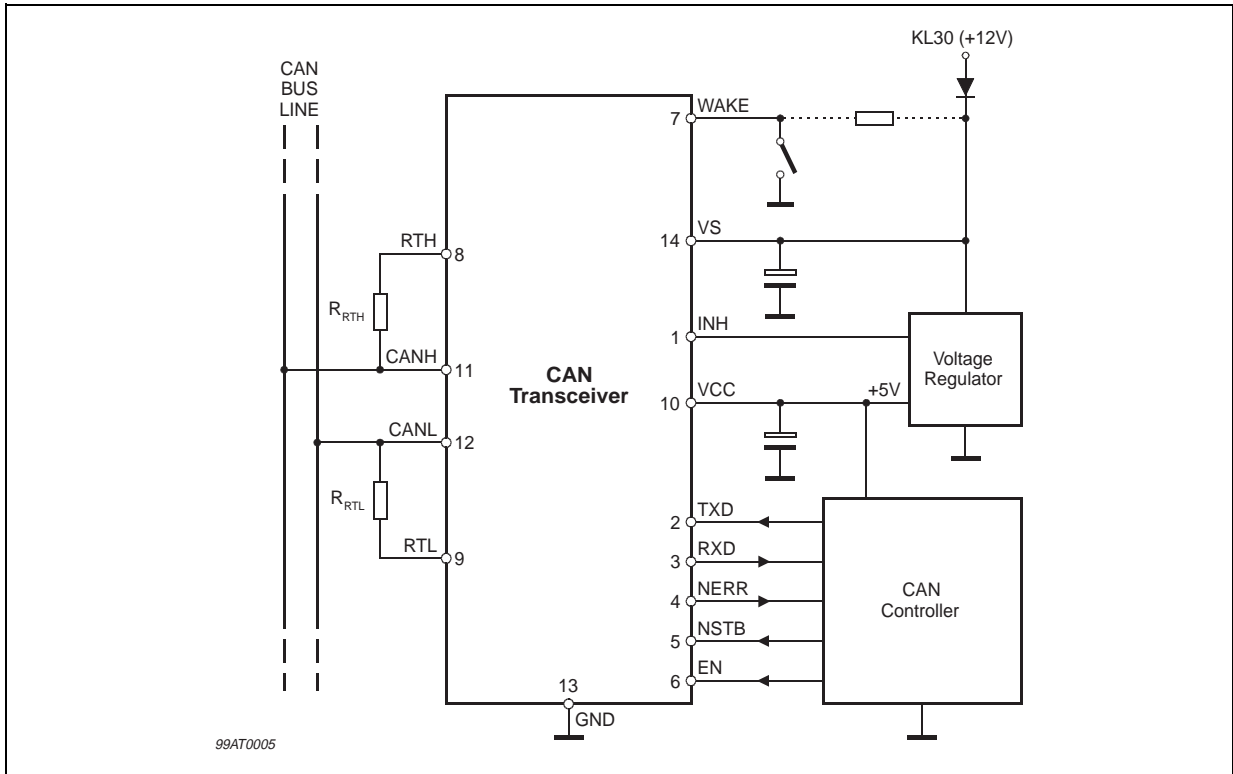 KL30 (+12V)
CAN
BUS
LINE
7
WAKE
14
VS
RTH
8
R_RTH
1
INH
CANH
11
CAN
Transceiver
Voltage
Regulator
10
VCC
+5V
CANL
12
R_RTL
RTL
9
2
TXD
3
RXD
4
NERR
5
NSTB
6
EN
CAN
Controller
13
GND
99AT0005